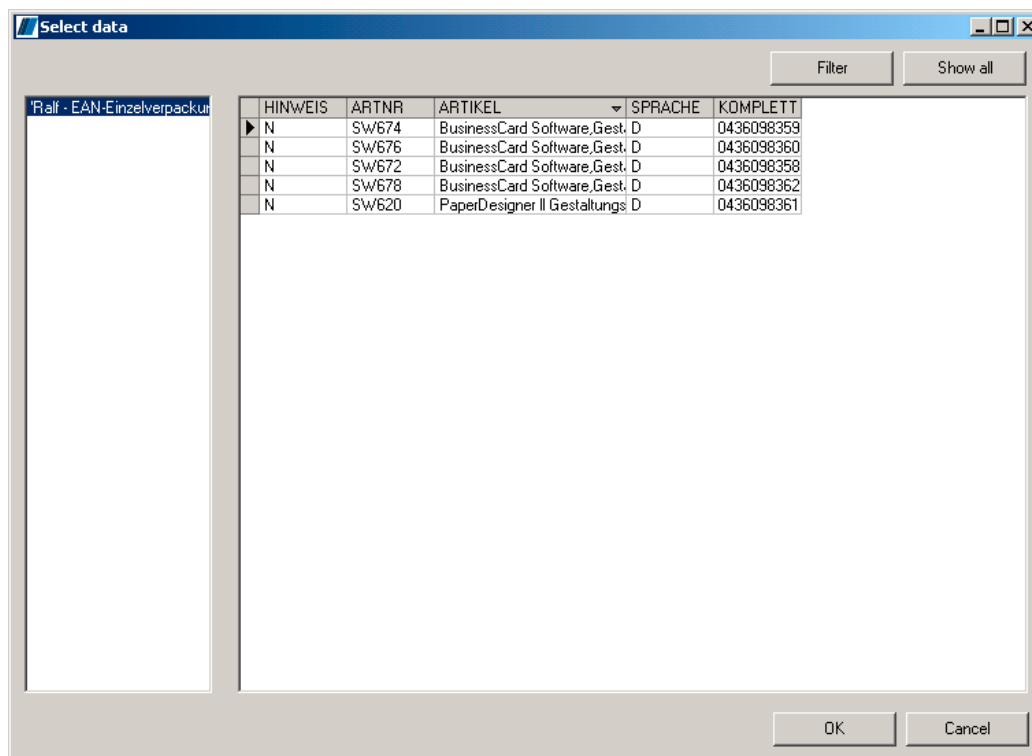 Select data
Filter Show all
'Ralf - EAN-Einzelverpackur
HINWEIS ARTNR ARTIKEL SPRACHE KOMPLETT
N SW674 BusinessCard Software,Gest. D 0436098359
N SW676 BusinessCard Software,Gest. D 0436098360
N SW672 BusinessCard Software,Gest. D 0436098358
N SW678 BusinessCard Software,Gest. D 0436098362
N SW620 PaperDesigner II Gestaltungs D 0436098361
OK Cancel